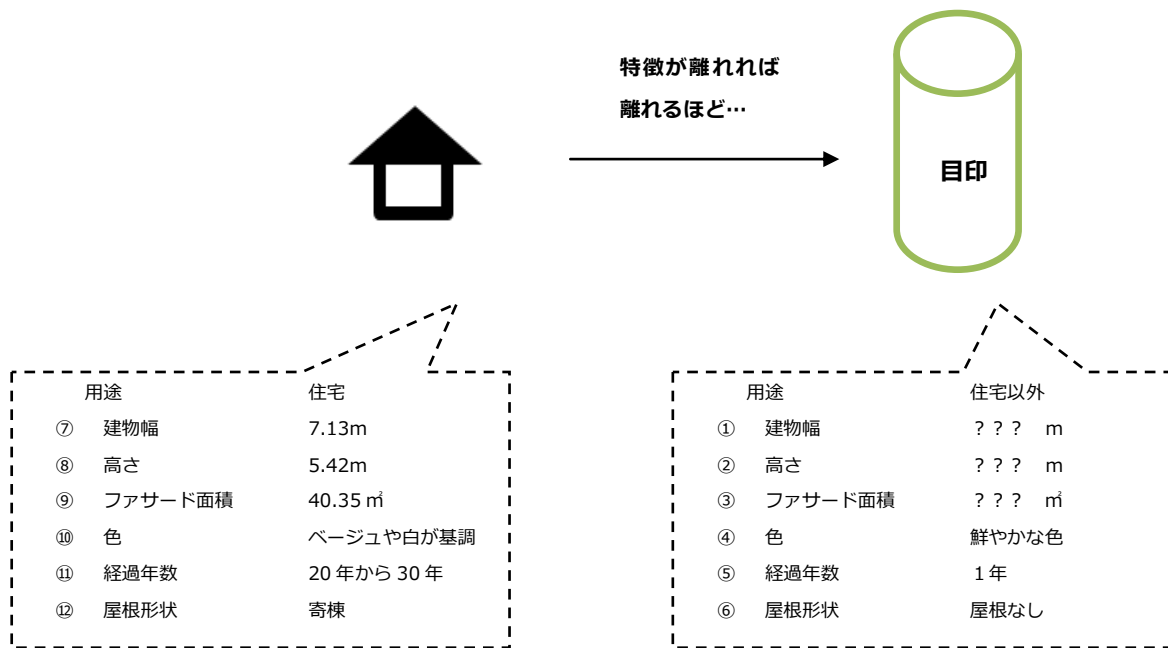 特徴が離れれば
離れるほど…
目印
用途 住宅
⑦ 建物幅 7.13m
⑧ 高さ 5.42m
⑨ ファサード面積 40.35 ㎡
⑩ 色 ベージュや白が基調
⑪ 経過年数 20 年から 30 年
⑫ 屋根形状 寄棟
用途 住宅以外
① 建物幅 ??? m
② 高さ ??? m
③ ファサード面積 ??? ㎡
④ 色 鮮やかな色
⑤ 経過年数 1年
⑥ 屋根形状 屋根なし